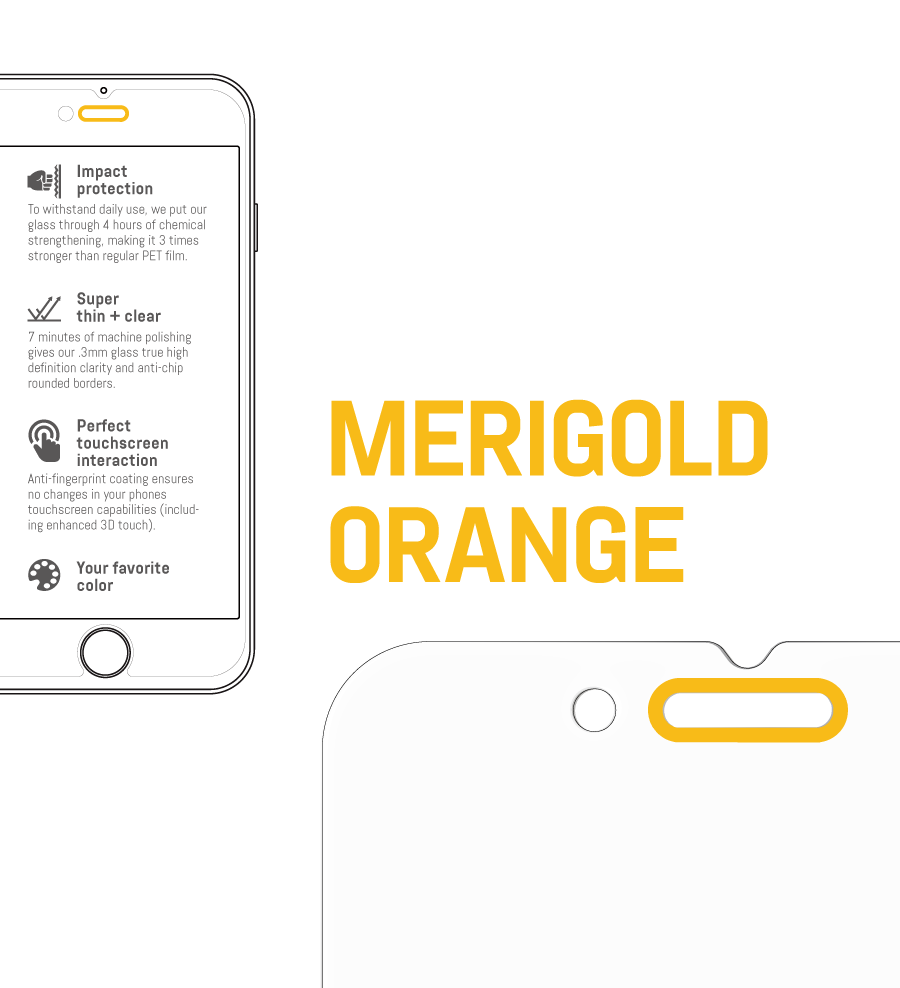 Impact
protection
To withstand daily use, we put our
glass through 4 hours of chemical
strengthening, making it 3 times
stronger than regular PET film.
Super
thin + clear
7 minutes of machine polishing
gives our .3mm glass true high
definition clarity and anti-chip
rounded borders.
Perfect
touchscreen
interaction
Anti-fingerprint coating ensures
no changes in your phones
touchscreen capabilities (includ-
ing enhanced 3D touch).
Your favorite
color
MERIGOLD
ORANGE